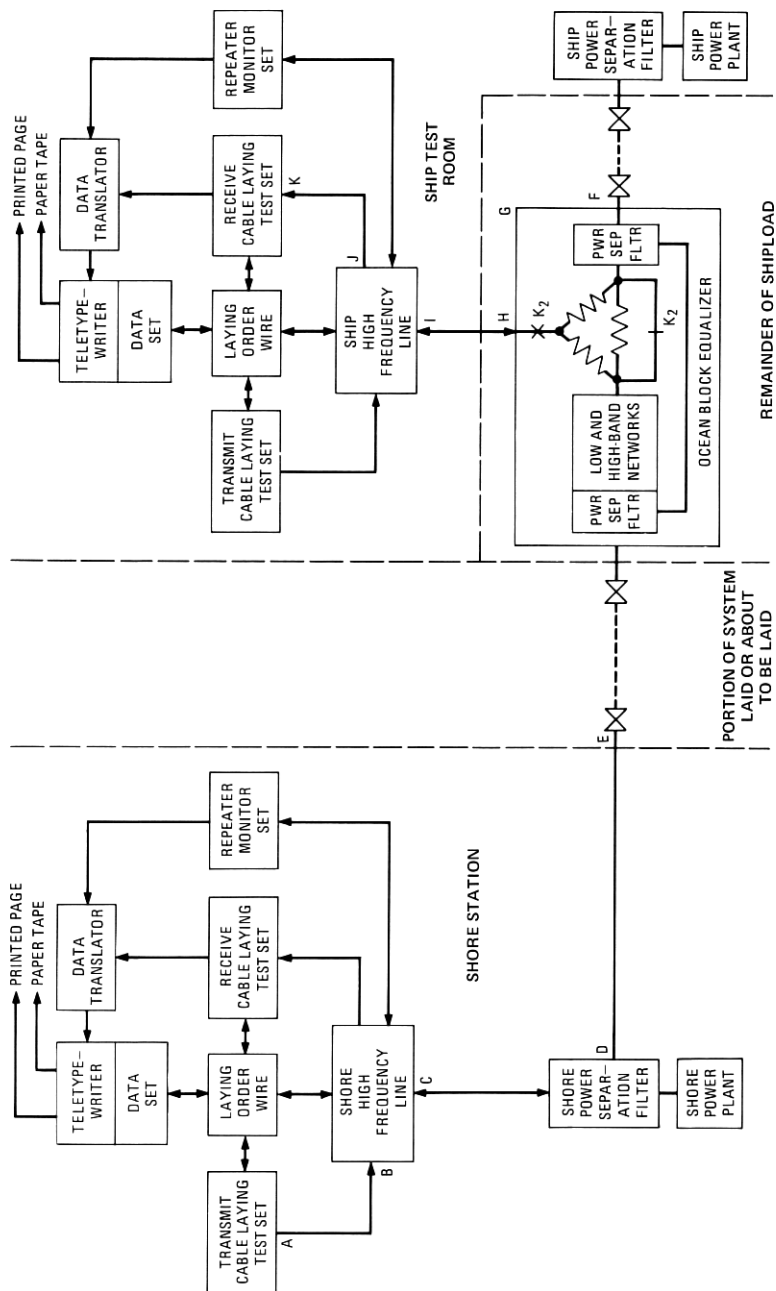 PRINTED PAGE
PAPER TAPE
TELETYPE-
WRITER
DATA
SET
DATA
TRANSLATOR
REPEATER
MONITOR
SET
TRANSMIT
CABLE LAYING
TEST SET
LAYING
ORDER
WIRE
RECEIVE
CABLE LAYING
TEST SET
A
B
SHORE
HIGH
FREQUENCY
LINE
C
SHORE STATION
SHORE
POWER
SEPAR-
ATION
FILTER
D
SHORE
POWER
PLANT
E
PORTION OF SYSTEM
LAID OR ABOUT
TO BE LAID
PRINTED PAGE
PAPER TAPE
TELETYPE-
WRITER
DATA
SET
DATA
TRANSLATOR
REPEATER
MONITOR
SET
TRANSMIT
CABLE LAYING
TEST SET
LAYING
ORDER
WIRE
RECEIVE
CABLE LAYING
TEST SET
K
J
SHIP
HIGH
FREQUENCY
LINE
I
SHIP TEST
ROOM
H
G
K2
PWR
SEP
FLTR
LOW AND
HIGH-BAND
NETWORKS
K2
PWR
SEP
FLTR
F
OCEAN BLOCK EQUALIZER
REMAINDER OF SHIPLOAD
SHIP
POWER
SEPAR-
ATION
FILTER
SHIP
POWER
PLANT